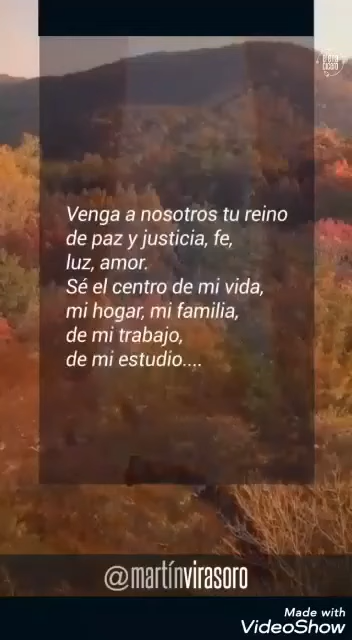 Venga a nosotros tu reino
de paz y justicia, fe,
luz, amor.
Sé el centro de mi vida,
mi hogar, mi familia,
de mi trabajo,
de mi estudio....
@martínvirasoro
Made with
VideoShow